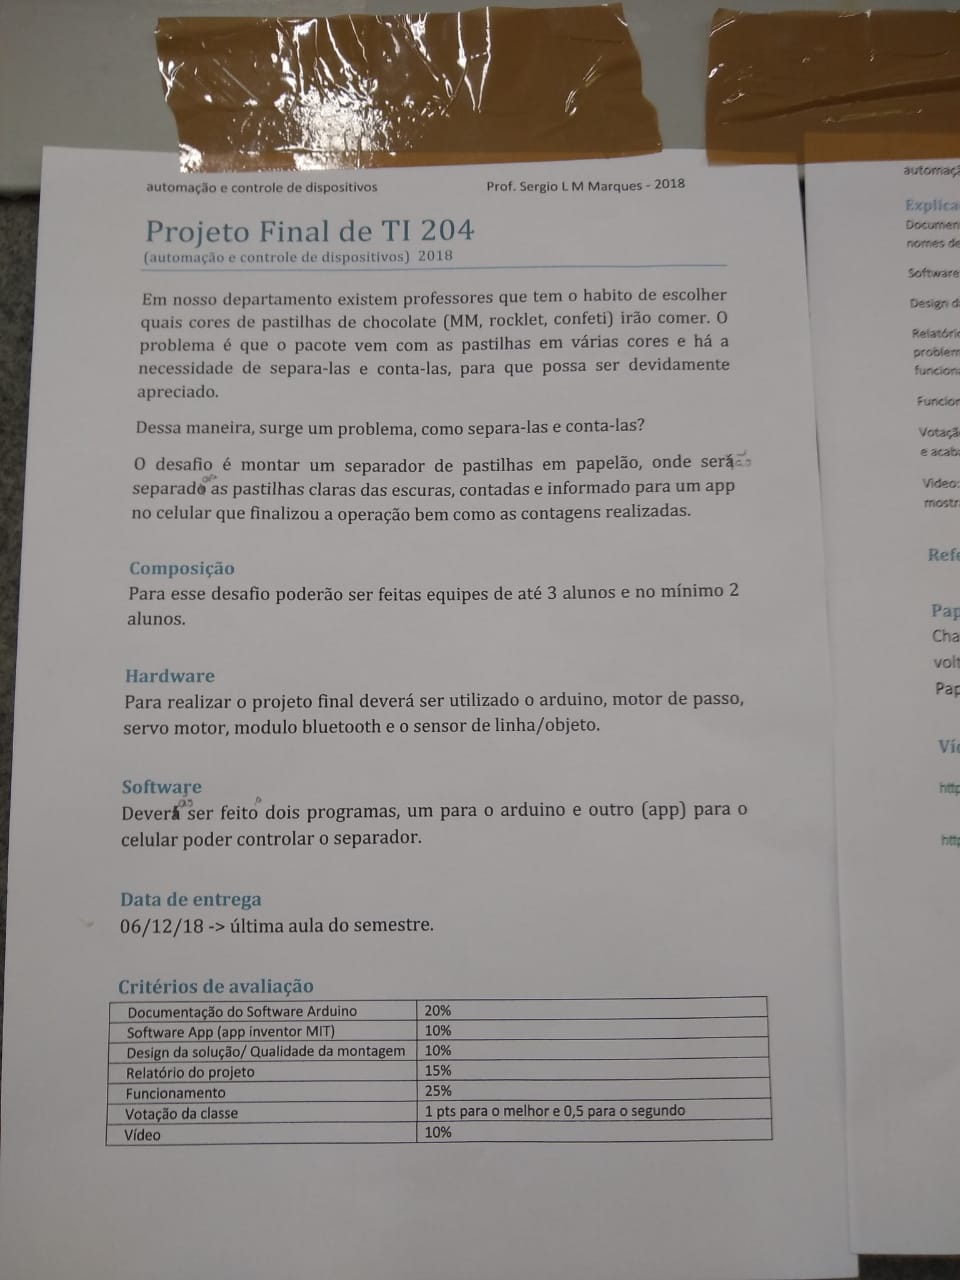 automação e controle de dispositivos
Prof. Sergio L M Marques - 2018
Projeto Final de TI 204
(automação e controle de dispositivos) 2018
Em nosso departamento existem professores que tem o habito de escolher
quais cores de pastilhas de chocolate (MM, rocklet, confeti) irão comer. O
problema é que o pacote vem com as pastilhas em várias cores e há a
necessidade de separa-las e conta-las, para que possa ser devidamente
apreciado.
Dessa maneira, surge um problema, como separa-las e conta-las?
O desafio é montar um separador de pastilhas em papelão, onde será
separado as pastilhas claras das escuras, contadas e informado para um app
no celular que finalizou a operação bem como as contagens realizadas.
Composição
Para esse desafio poderão ser feitas equipes de até 3 alunos e no mínimo 2
alunos.
Hardware
Para realizar o projeto final deverá ser utilizado o arduino, motor de passo,
servo motor, modulo bluetooth e o sensor de linha/objeto.
Software
Deverá ser feito dois programas, um para o arduino e outro (app) para o
celular poder controlar o separador.
Data de entrega
06/12/18 -> última aula do semestre.
Critérios de avaliação
Documentação do Software Arduino 20%
Software App (app inventor MIT) 10%
Design da solução/ Qualidade da montagem 10%
Relatório do projeto 15%
Funcionamento 25%
Votação da classe 1 pts para o melhor e 0,5 para o segundo
Vídeo 10%
automaçã
Explica
Documen
nomes de
Software
Design d
Relatóri
problem
funcion
Funcion
Votaçã
e acab
Video:
mostr
Refe
Pap
Cha
volt
Pap
Ví
http
http